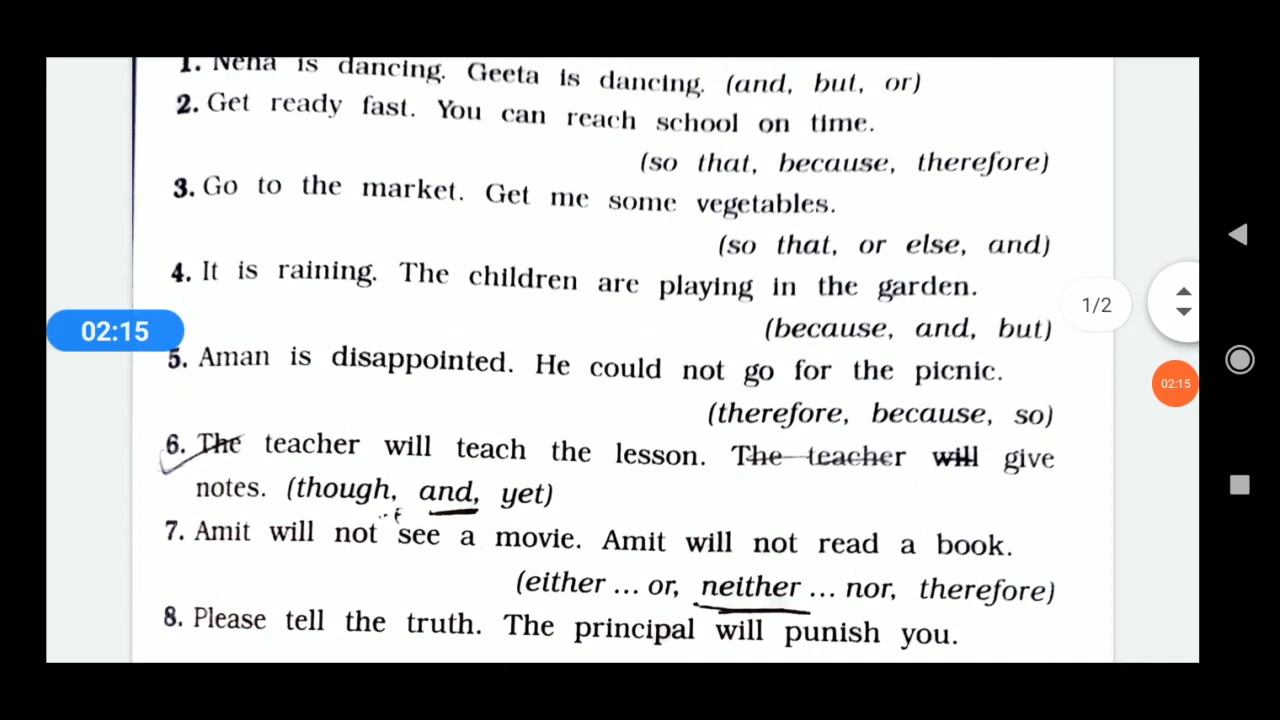 1. Neha is dancing. Geeta is dancing. (and, but, or)
2. Get ready fast. You can reach school on time.
(so that, because, therefore)
3. Go to the market. Get me some vegetables.
(so that, or else, and)
4. It is raining. The children are playing in the garden.
(because, and, but)
1/2
02:15
02:15
5. Aman is disappointed. He could not go for the picnic.
(therefore, because, so)
6. The teacher will teach the lesson. The teacher will give
notes. (though, and, yet)
7. Amit will not see a movie. Amit will not read a book.
(either ... or, neither ... nor, therefore)
8. Please tell the truth. The principal will punish you.